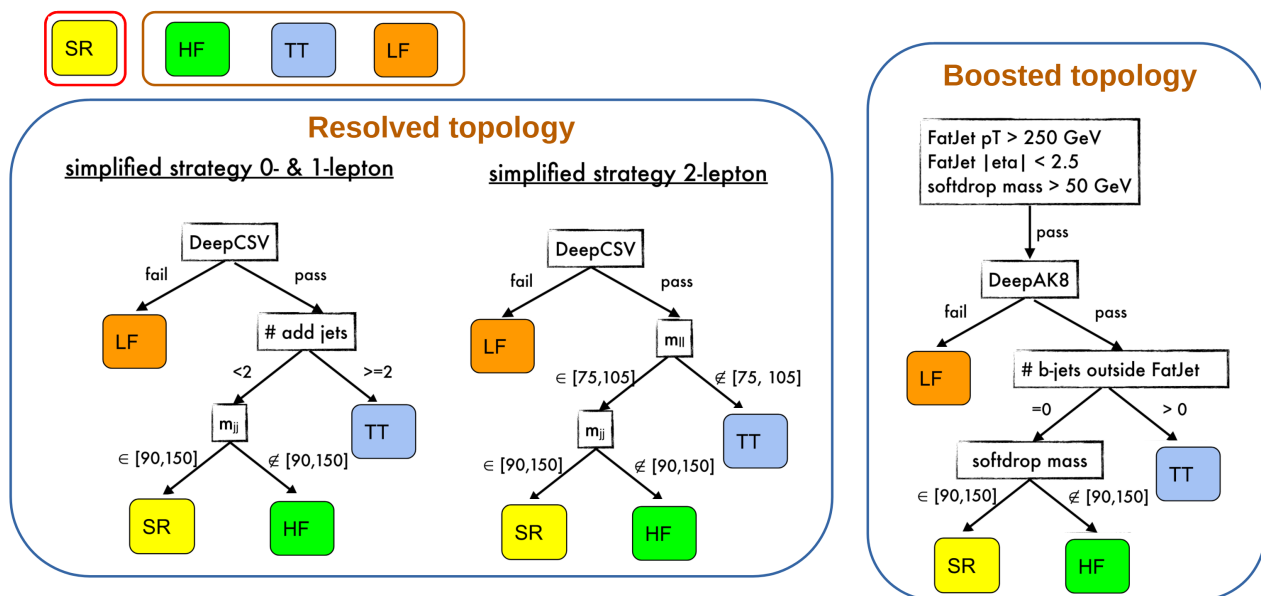 SR
HF
TT
LF
Resolved topology
simplified strategy 0- & 1-lepton
DeepCSV
fail
pass
LF
# add jets
<2
>=2
mjj
TT
∈ [90,150]
∉ [90,150]
SR
HF
simplified strategy 2-lepton
DeepCSV
fail
pass
LF
mll
∈ [75,105]
∉ [75, 105]
mjj
TT
∈ [90,150]
∉ [90,150]
SR
HF
Boosted topology
FatJet pT > 250 GeV
FatJet |eta| < 2.5
softdrop mass > 50 GeV
pass
DeepAK8
fail
pass
LF
# b-jets outside FatJet
=0
> 0
softdrop mass
TT
∈ [90,150]
∉ [90,150]
SR
HF